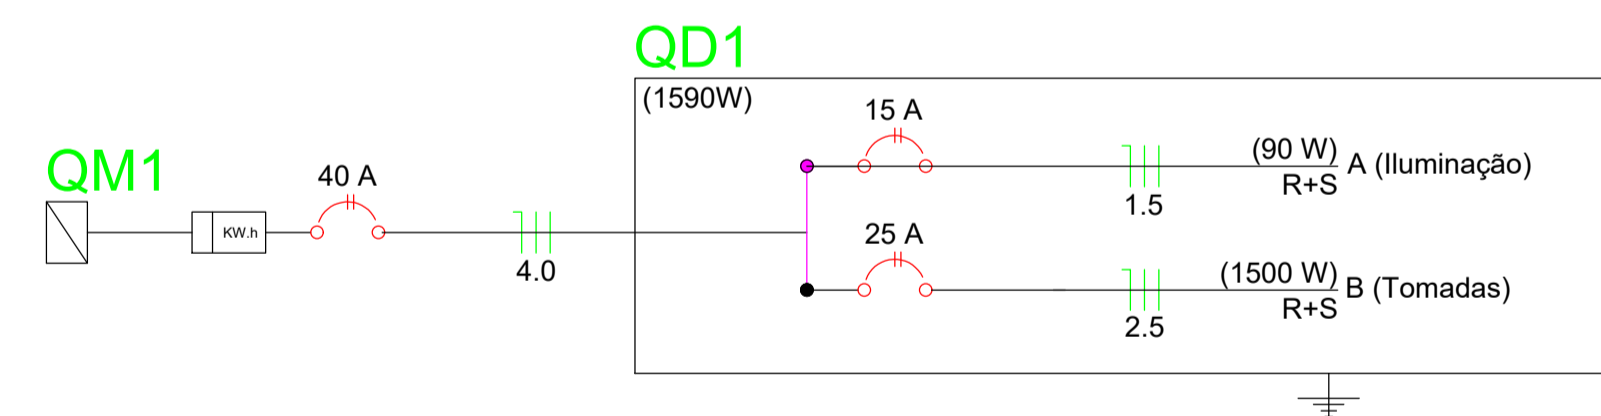 QD1
(1590W)
15 A
(90 W)
A (Iluminação)
R+S
1.5
QM1
40 A
KW.h
4.0
25 A
(1500 W)
B (Tomadas)
R+S
2.5